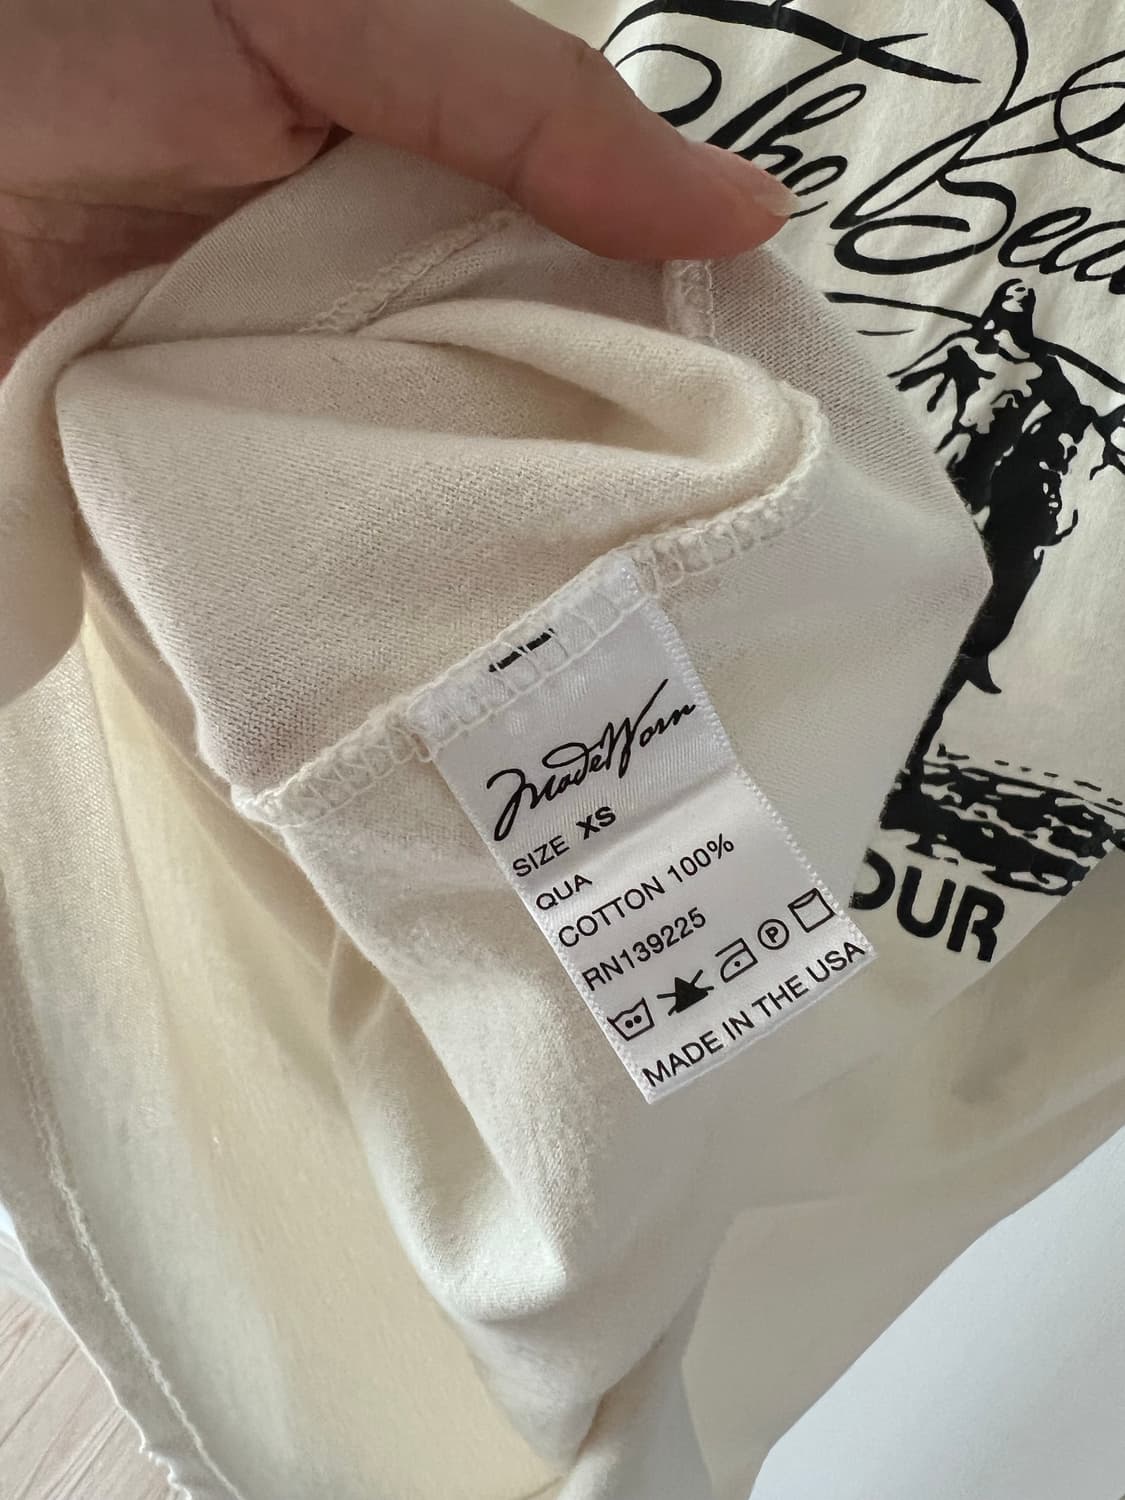 The Bea
OUR
MadeWorn
SIZE XS
QUA
COTTON 100%
RN139225
P
MADE IN THE USA